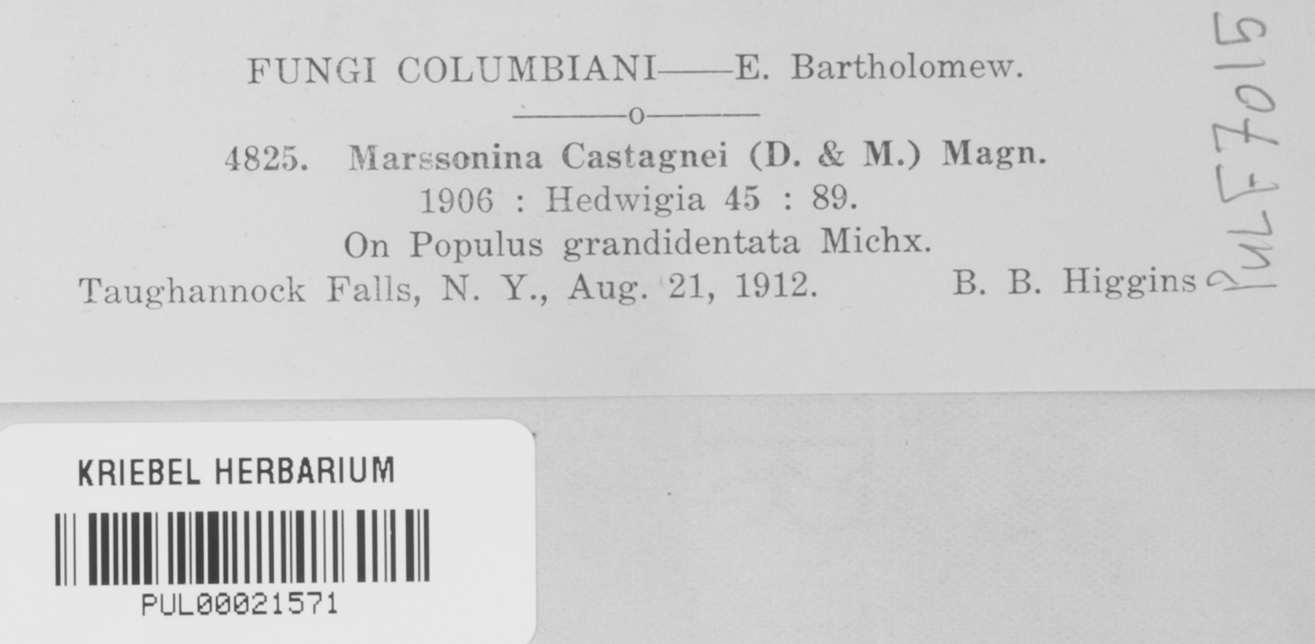 FUNGI COLUMBIANI——E. Bartholomew.
———o———
4825. Marssonina Castagnei (D. & M.) Magn.
1906 : Hedwigia 45 : 89.
On Populus grandidentata Michx.
Taughannock Falls, N. Y., Aug. 21, 1912. B. B. Higgins
PUL F7015
KRIEBEL HERBARIUM
PUL00021571